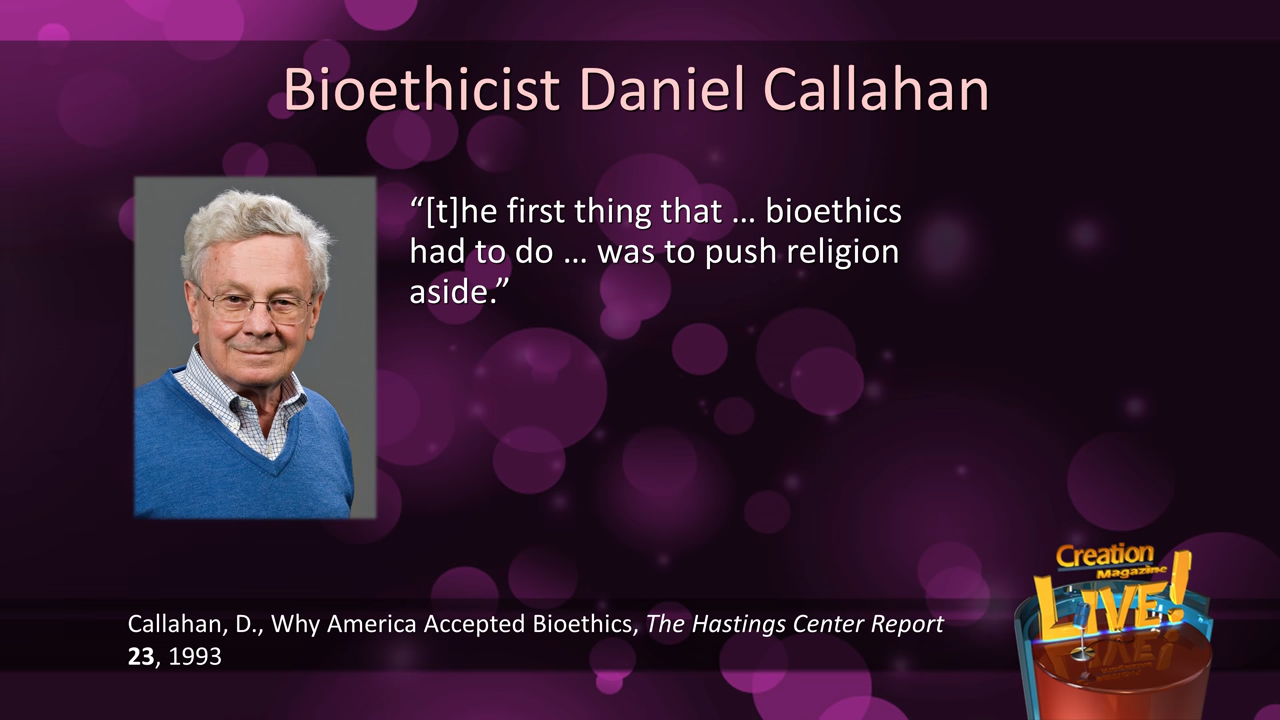 Bioethicist Daniel Callahan
“[t]he first thing that … bioethics
had to do … was to push religion
aside.”
Callahan, D., Why America Accepted Bioethics, The Hastings Center Report
23, 1993
Creation
Magazine
LIVE!